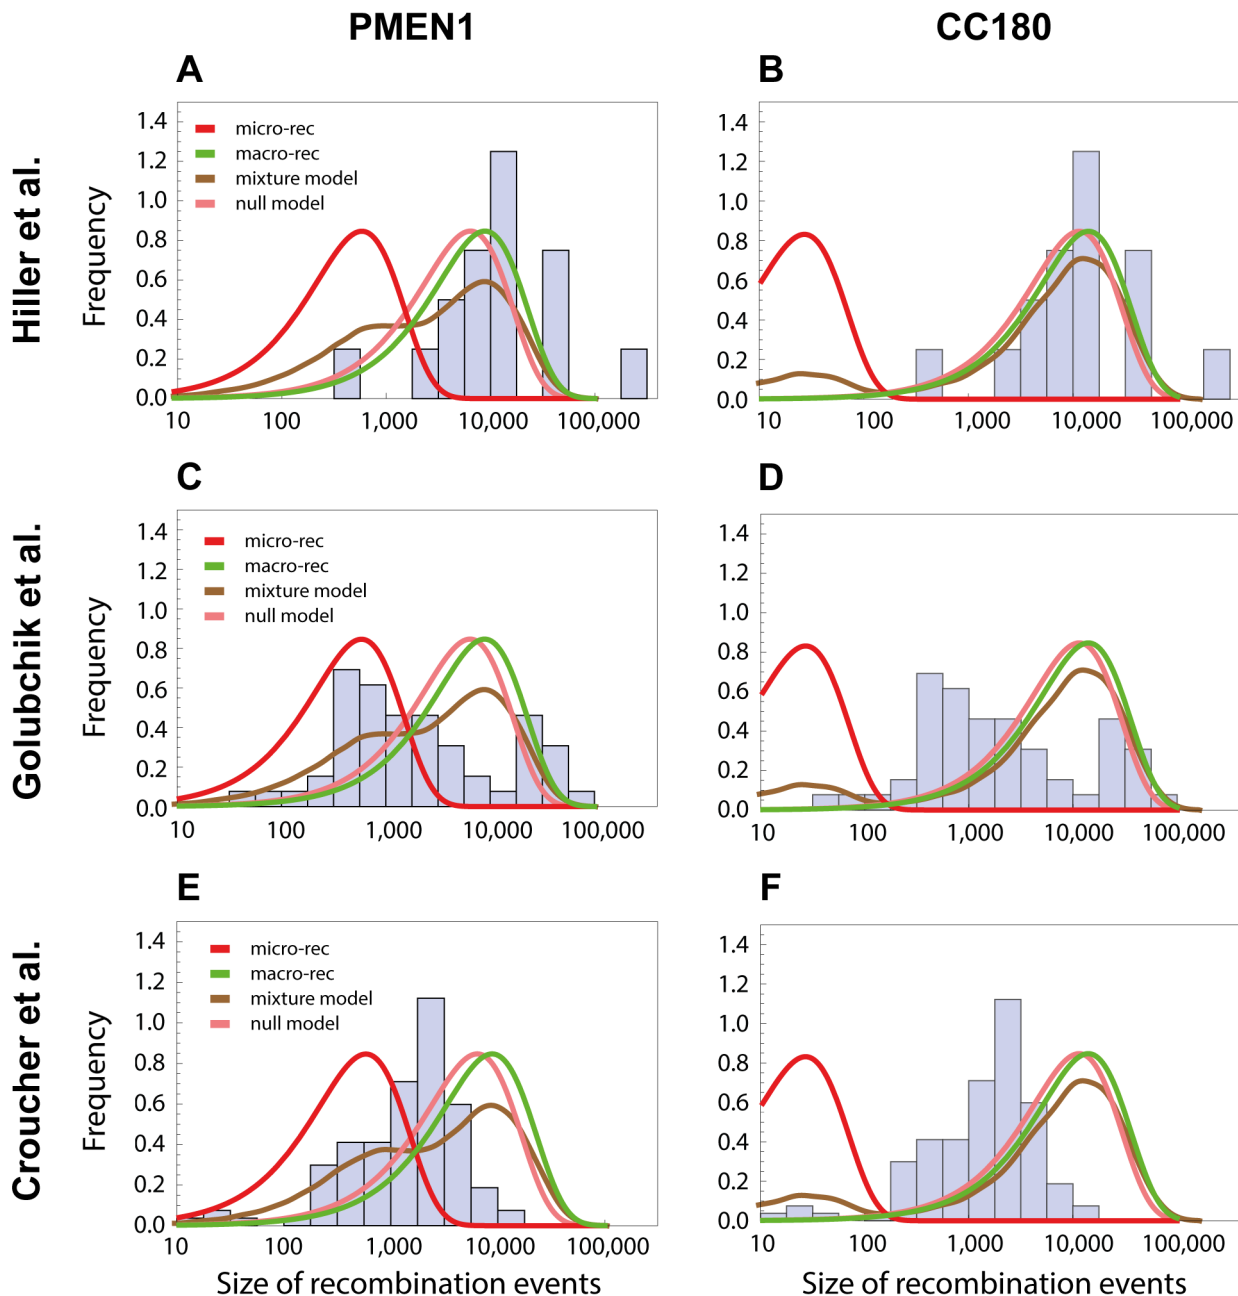 PMEN1
CC180
Hiller et al.
A
Frequency
1.4
1.2
1.0
0.8
0.6
0.4
0.2
0.0
micro-rec
macro-rec
mixture model
null model
10 100 1,000 10,000 100,000
B
1.4
1.2
1.0
0.8
0.6
0.4
0.2
0.0
10 100 1,000 10,000 100,000
Golubchik et al.
C
Frequency
1.4
1.2
1.0
0.8
0.6
0.4
0.2
0.0
micro-rec
macro-rec
mixture model
null model
10 100 1,000 10,000 100,000
D
1.4
1.2
1.0
0.8
0.6
0.4
0.2
0.0
10 100 1,000 10,000 100,000
Croucher et al.
E
Frequency
1.4
1.2
1.0
0.8
0.6
0.4
0.2
0.0
micro-rec
macro-rec
mixture model
null model
10 100 1,000 10,000 100,000
Size of recombination events
F
1.4
1.2
1.0
0.8
0.6
0.4
0.2
0.0
10 100 1,000 10,000 100,000
Size of recombination events